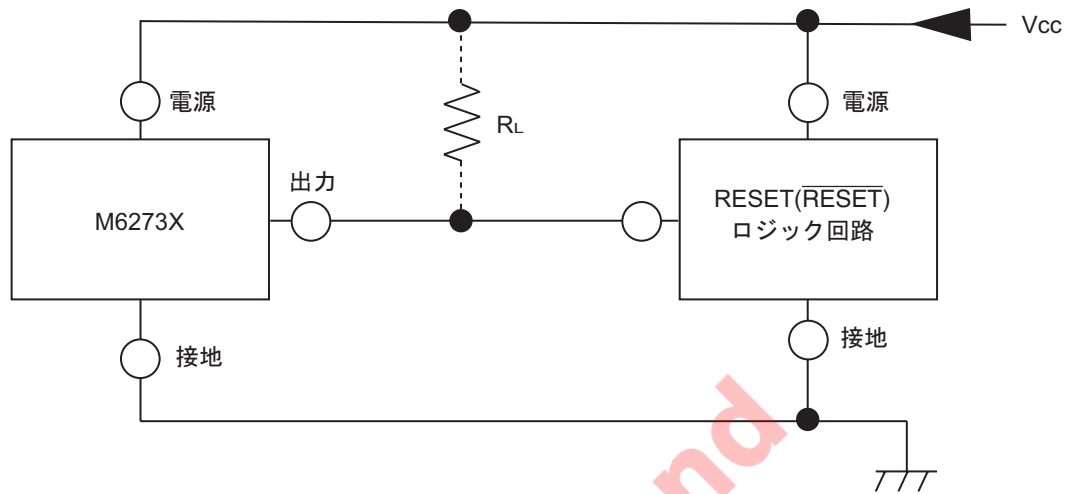 Vcc
電源
電源
RL
出力
M6273X
RESET(RESET)
ロジック回路
接地
接地
nd